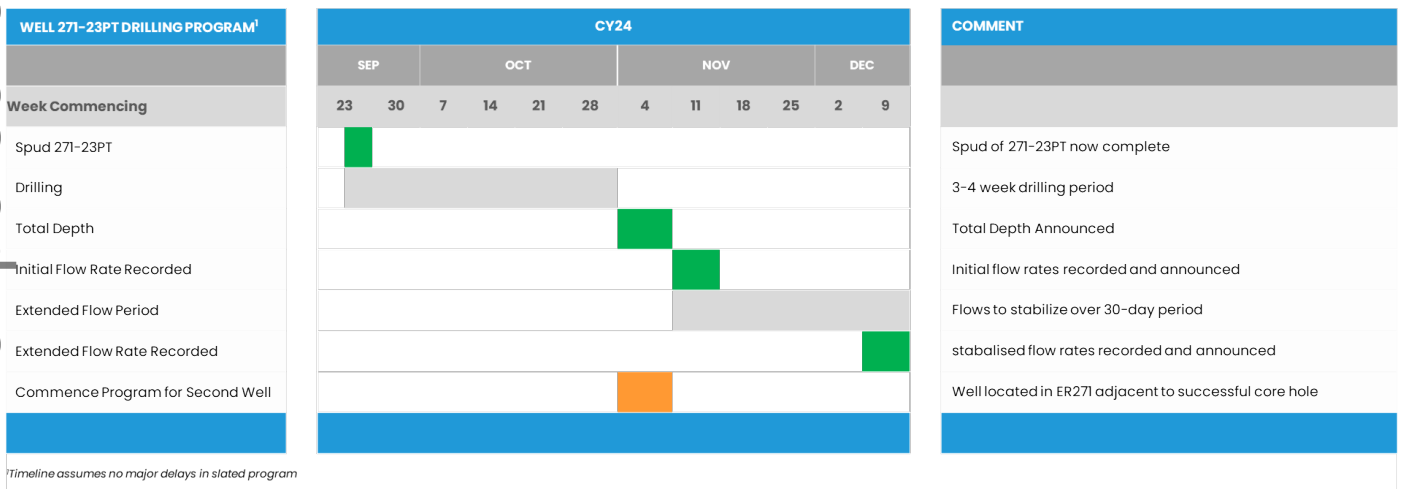 WELL 271-23PT DRILLING PROGRAM¹ CY24 COMMENT
SEP OCT NOV DEC
Week Commencing 23 30 7 14 21 28 4 11 18 25 2 9
Spud 271-23PT Spud of 271-23PT now complete
Drilling 3-4 week drilling period
Total Depth Total Depth Announced
Initial Flow Rate Recorded Initial flow rates recorded and announced
Extended Flow Period Flows to stabilize over 30-day period
Extended Flow Rate Recorded stabalised flow rates recorded and announced
Commence Program for Second Well Well located in ER271 adjacent to successful core hole
¹Timeline assumes no major delays in slated program